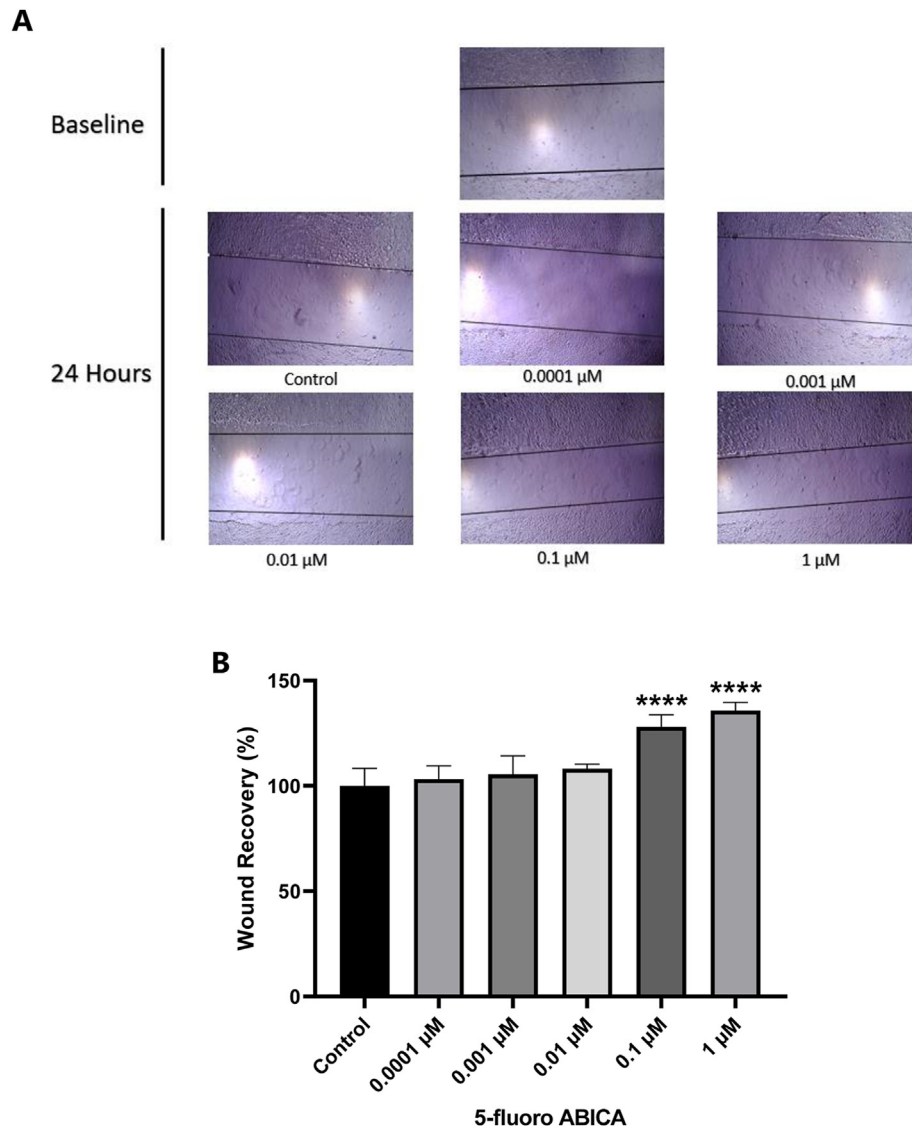 A
Baseline
24 Hours
Control
0.0001 µM
0.001 µM
0.01 µM
0.1 µM
1 µM
B
Wound Recovery (%)
150
100
50
0
****
****
Control
0.0001 µM
0.001 µM
0.01 µM
0.1 µM
1 µM
5-fluoro ABICA